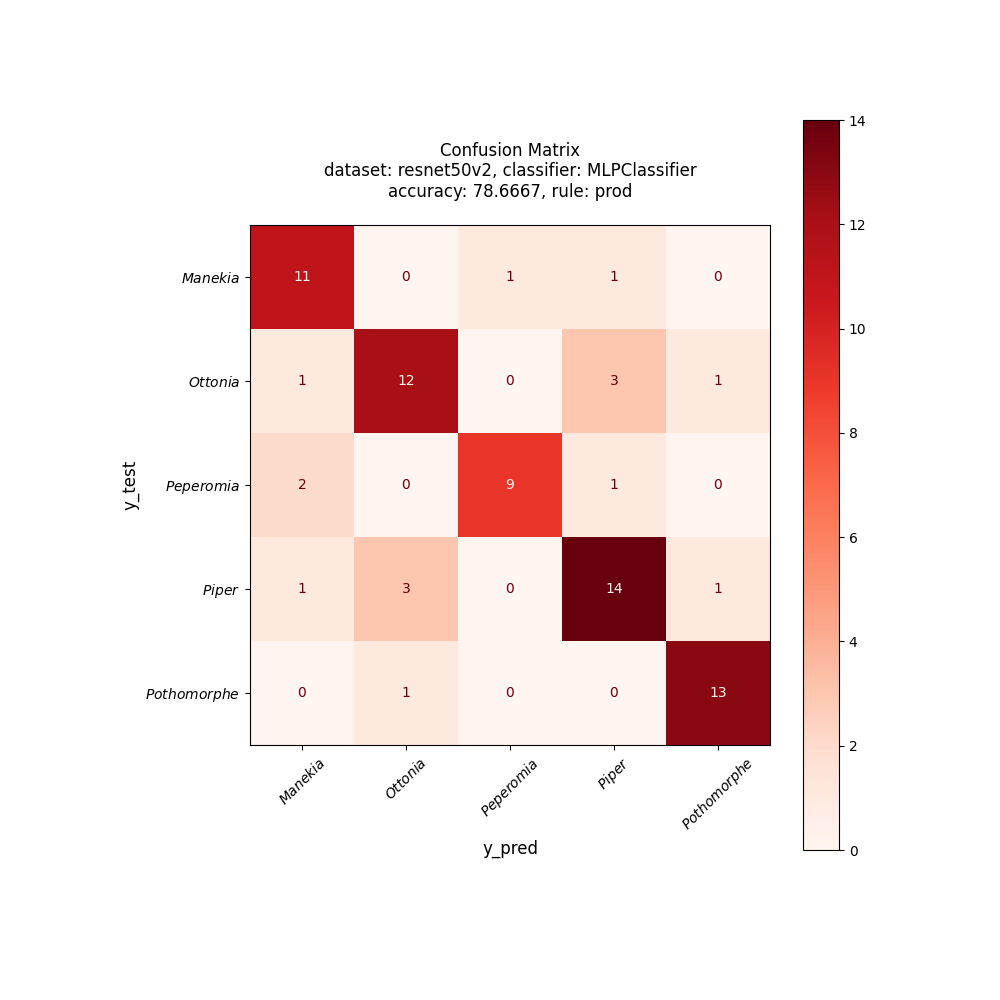 Confusion Matrix
dataset: resnet50v2, classifier: MLPClassifier
accuracy: 78.6667, rule: prod
14
12
10
8
6
4
2
0
y_test
Manekia 11 0 1 1 0
Ottonia 1 12 0 3 1
Peperomia 2 0 9 1 0
Piper 1 3 0 14 1
Pothomorphe 0 1 0 0 13
Manekia Ottonia Peperomia Piper Pothomorphe
y_pred